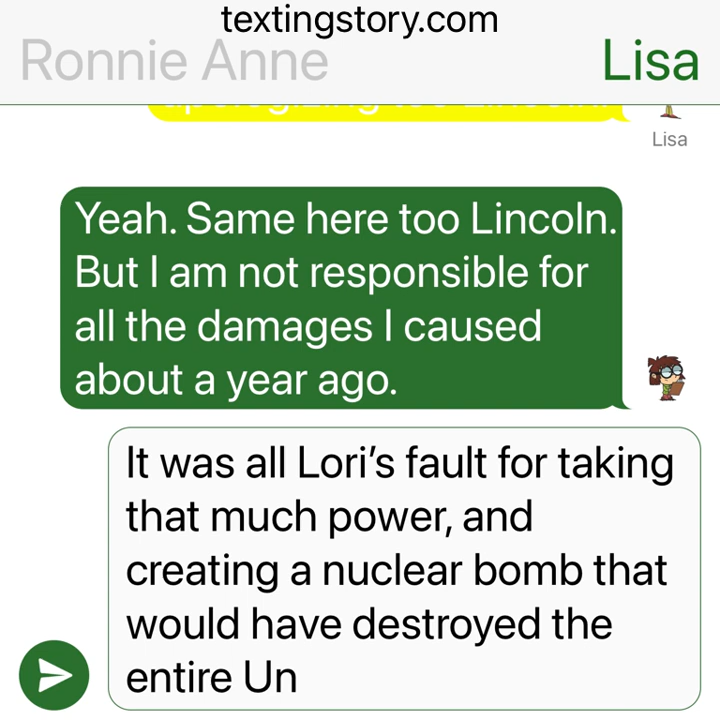 textingstory.com
Ronnie Anne Lisa
Lisa
Yeah. Same here too Lincoln.
But I am not responsible for
all the damages I caused
about a year ago.
It was all Lori's fault for taking
that much power, and
creating a nuclear bomb that
would have destroyed the
entire Un